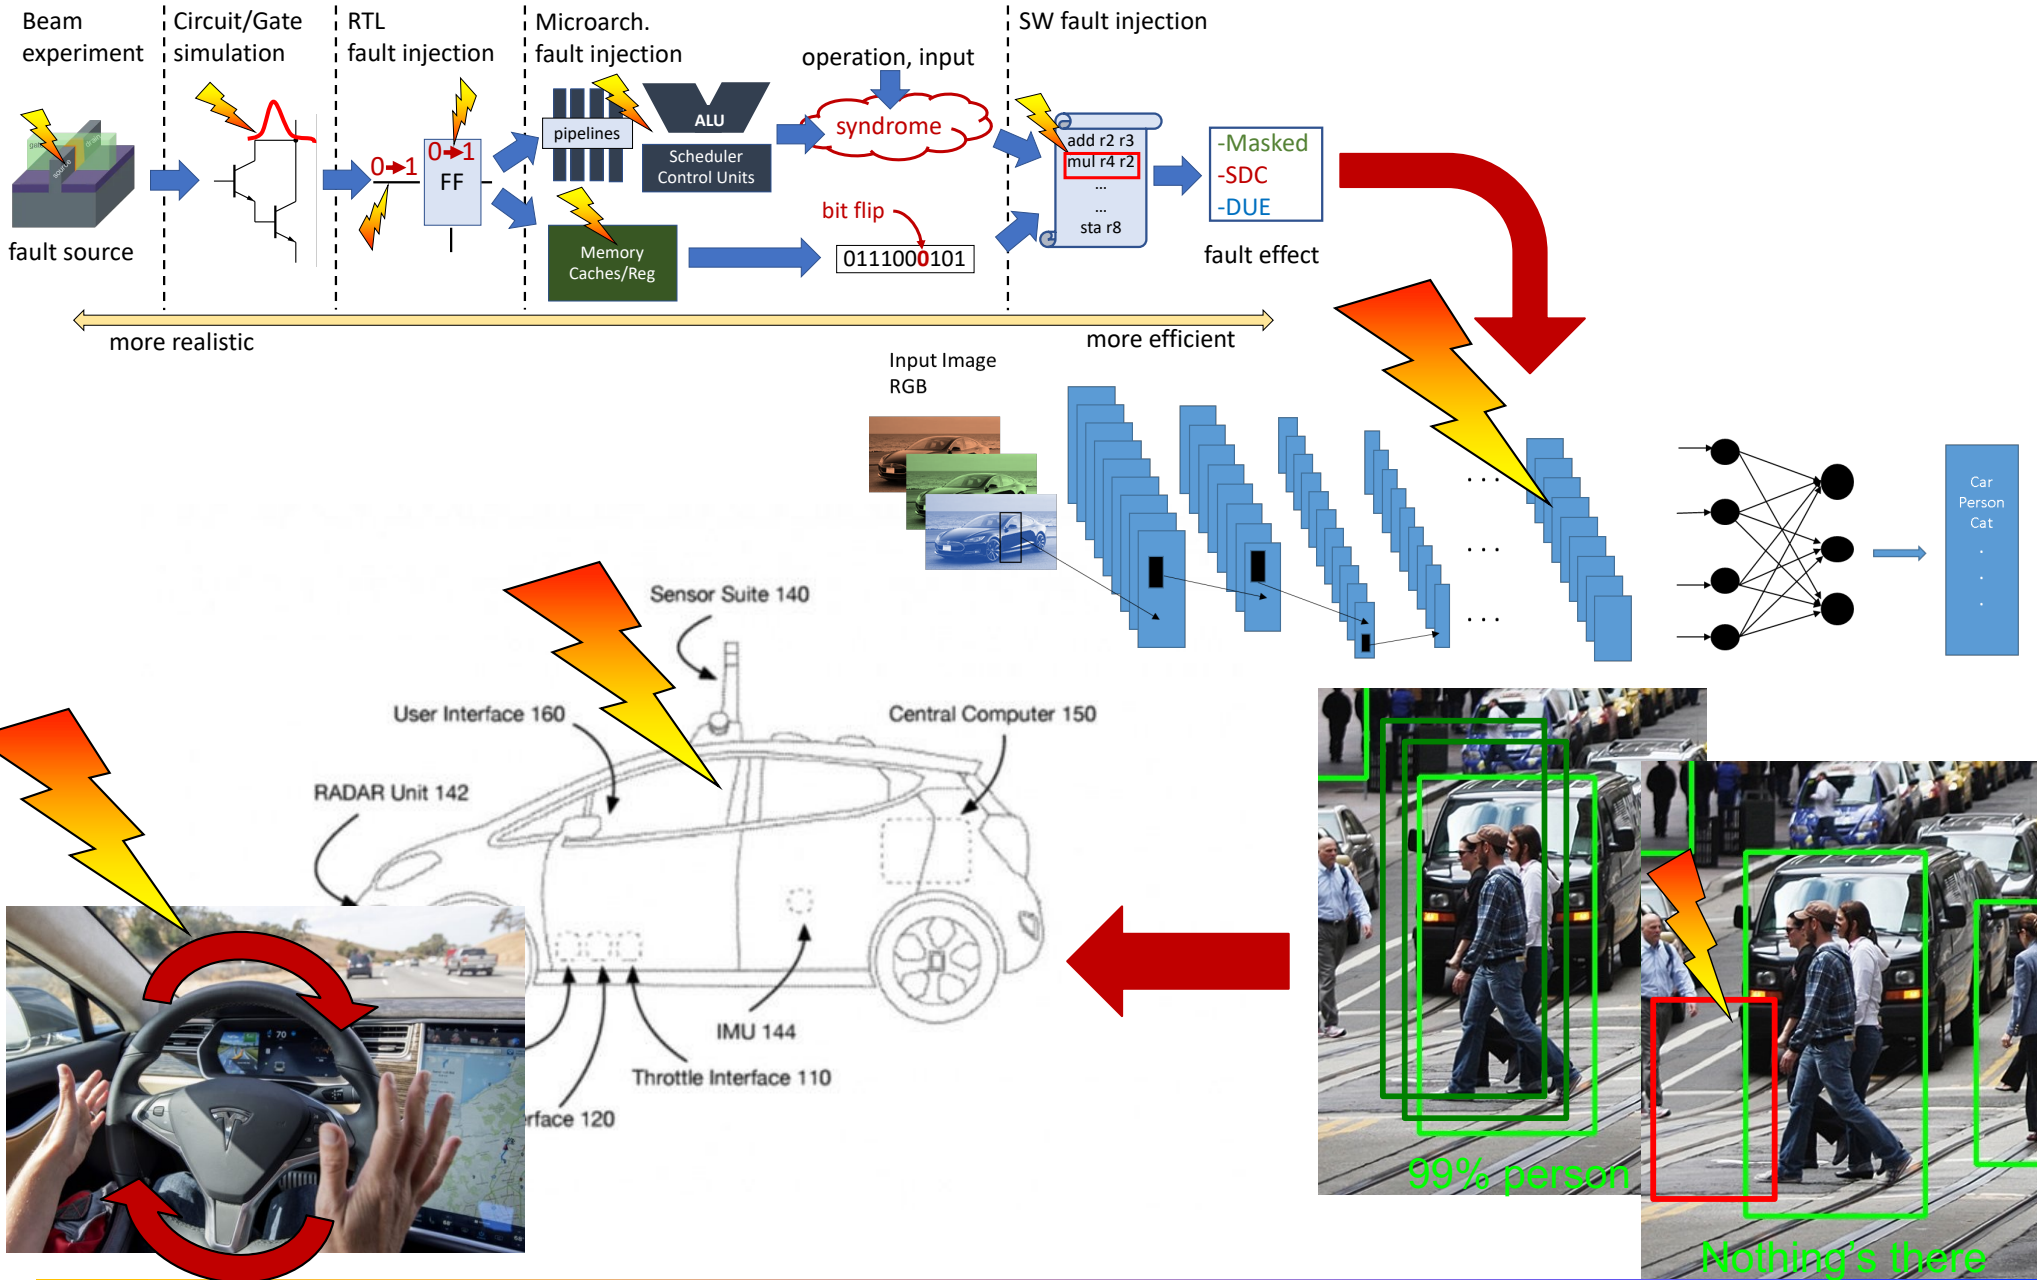 Beam
experiment
Circuit/Gate
simulation
RTL
fault injection
Microarch.
fault injection
operation, input
SW fault injection
pipelines
ALU
Scheduler
Control Units
syndrome
add r2 r3
mul r4 r2
...
...
sta r8
-Masked
-SDC
-DUE
source
0→1
0→1
FF
fault source
Memory
Caches/Reg
bit flip
0111000101
fault effect
more realistic
more efficient
Input Image
RGB
. . .
. . .
. . .
Car
Person
Cat
.
.
.
Sensor Suite 140
User Interface 160
Central Computer 150
RADAR Unit 142
IMU 144
Throttle Interface 110
rface 120
70
99% person
Nothing's there